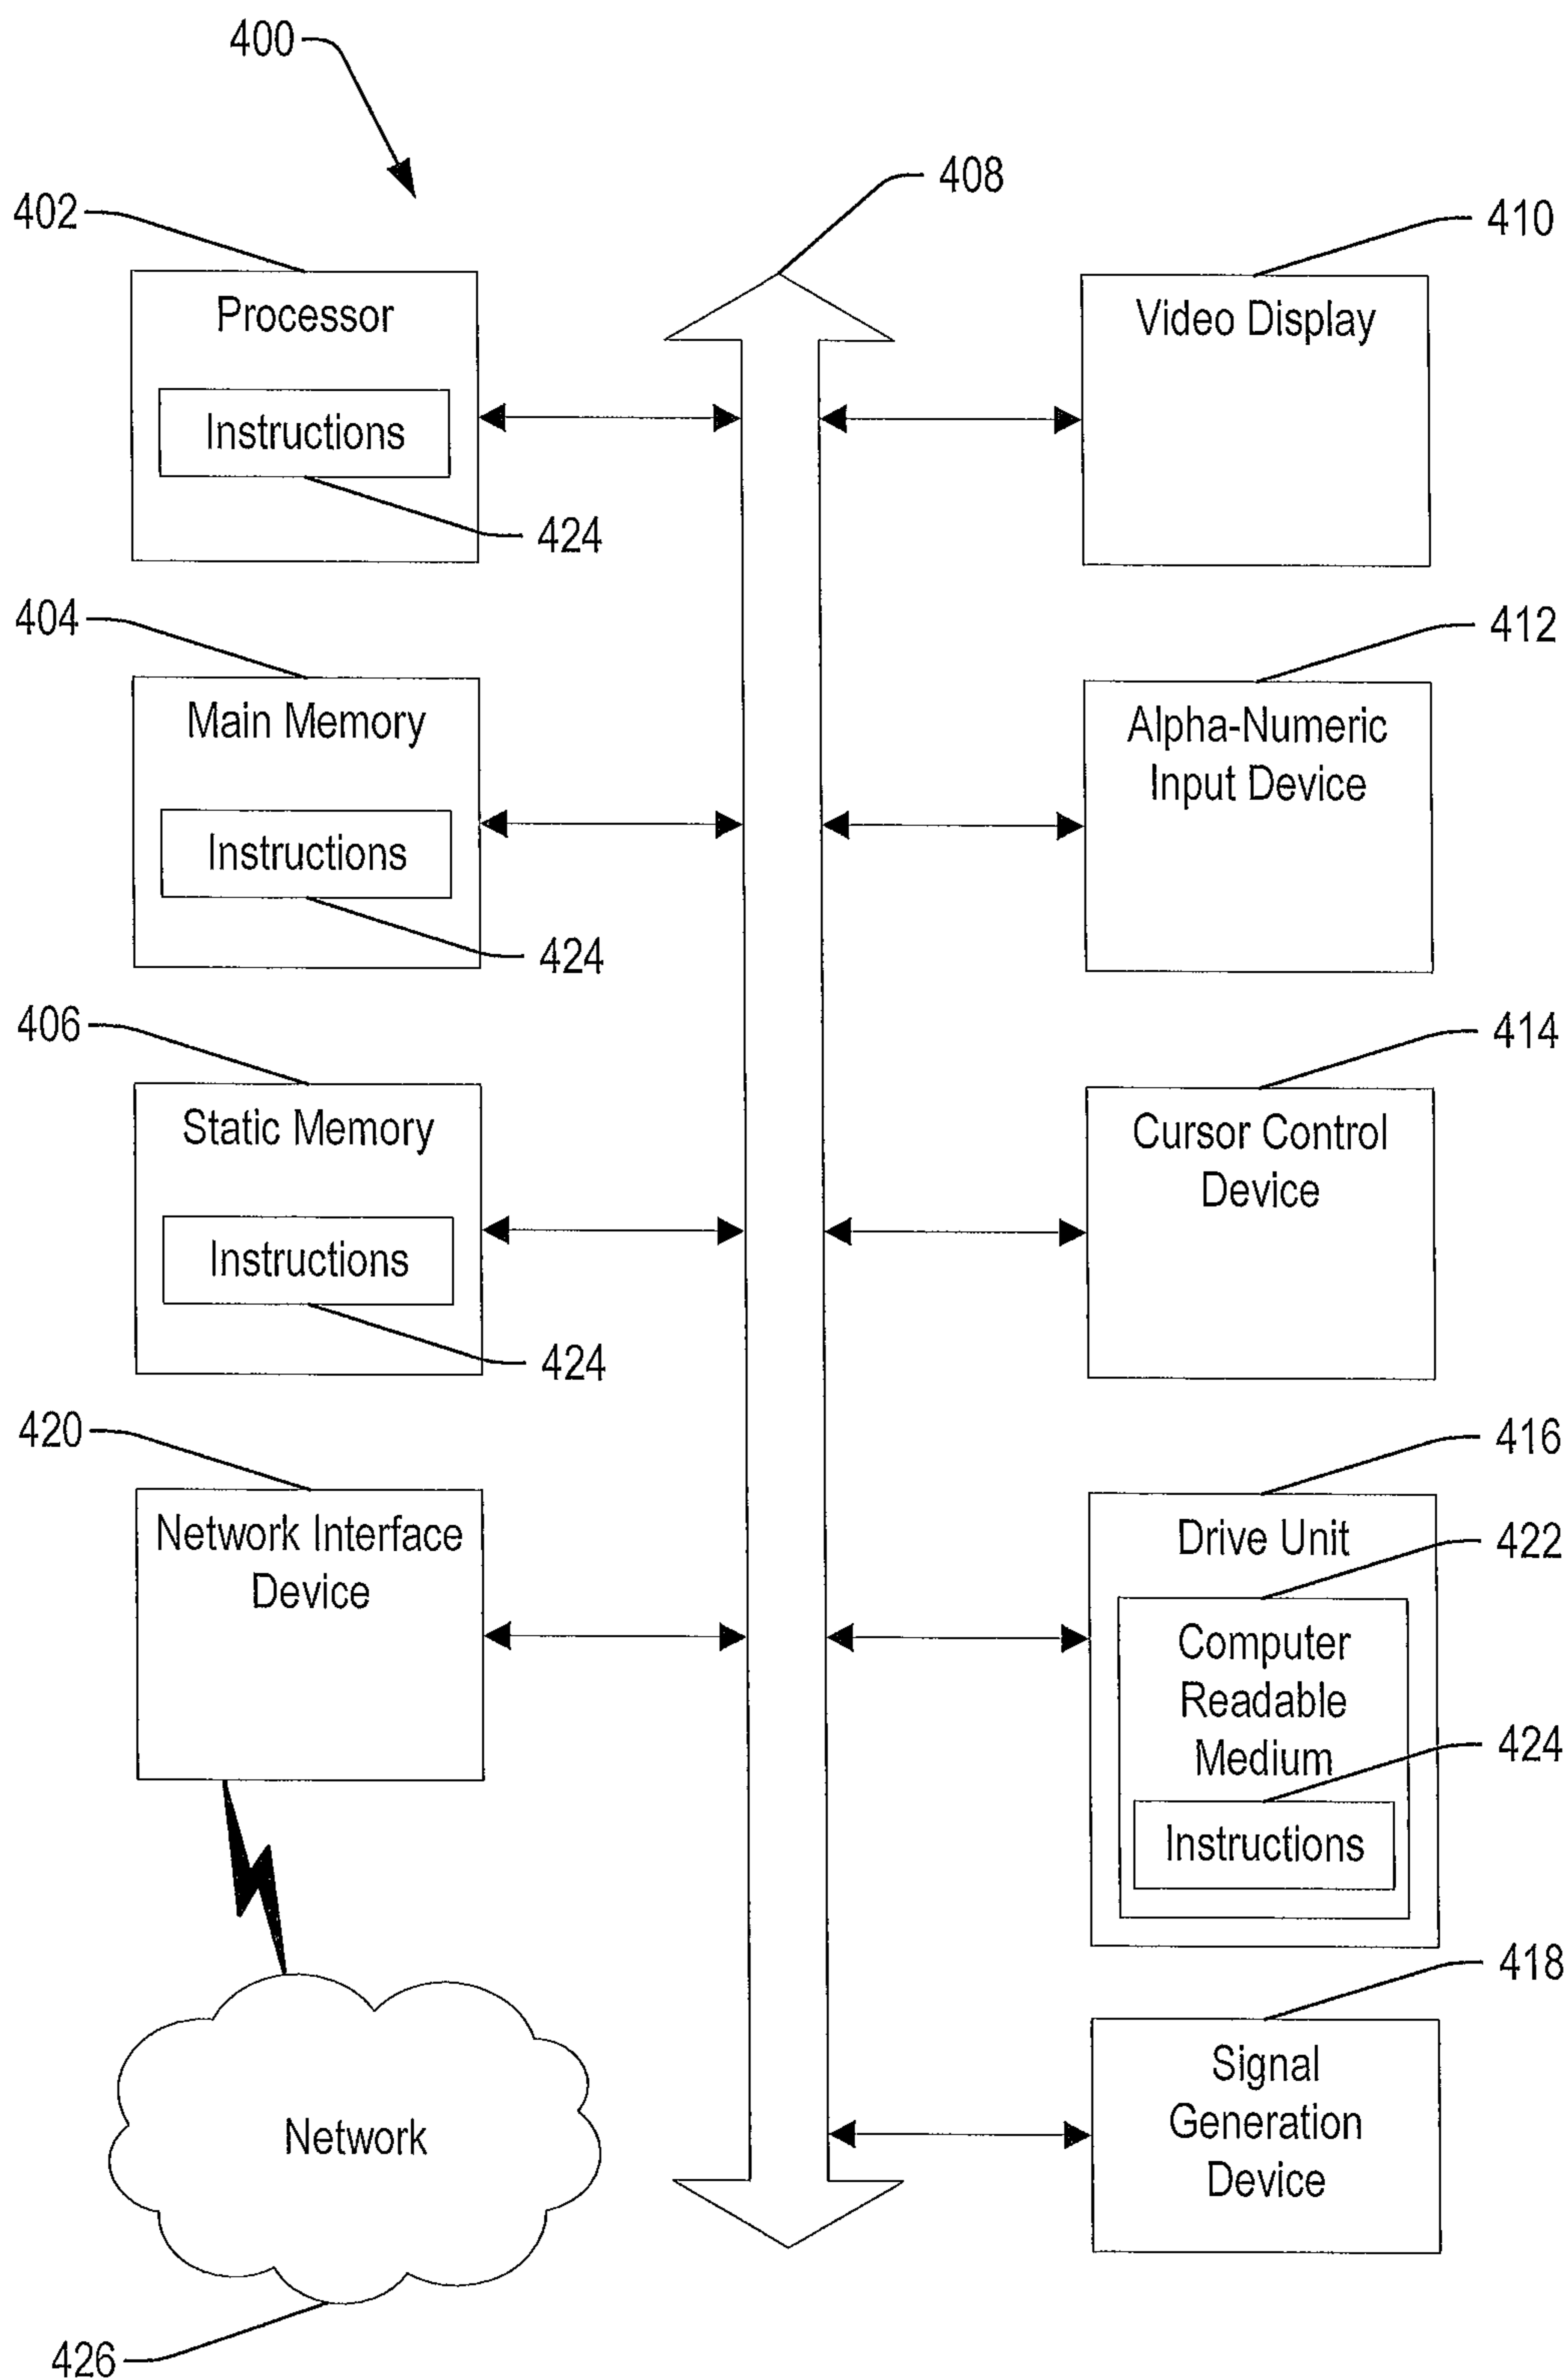 400
408
402
410
Processor
Video Display
Instructions
424
404
412
Main Memory
Alpha-Numeric
Input Device
Instructions
424
406
414
Static Memory
Cursor Control
Device
Instructions
424
420
416
Network Interface
Device
Drive Unit
422
Computer
Readable
Medium
424
Instructions
418
Signal
Generation
Device
Network
426